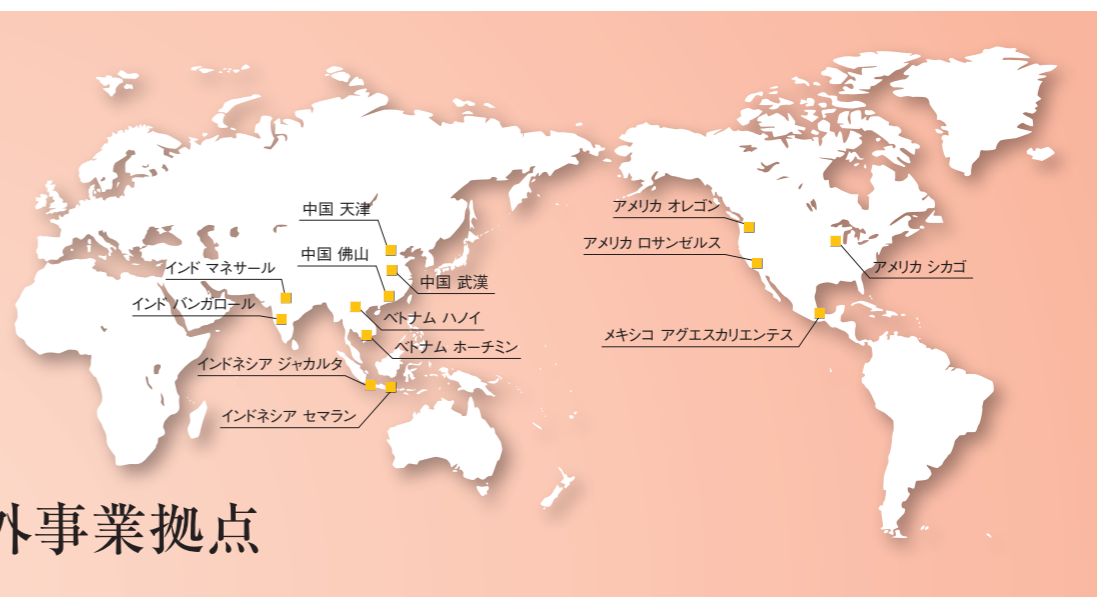 中国 天津
中国 佛山
中国 武漢
インド マネサール
インド バンガロール
ベトナム ハノイ
ベトナム ホーチミン
インドネシア ジャカルタ
インドネシア セマラン
アメリカ オレゴン
アメリカ ロサンゼルス
アメリカ シカゴ
メキシコ アグエスカリエンテス
外事業拠点